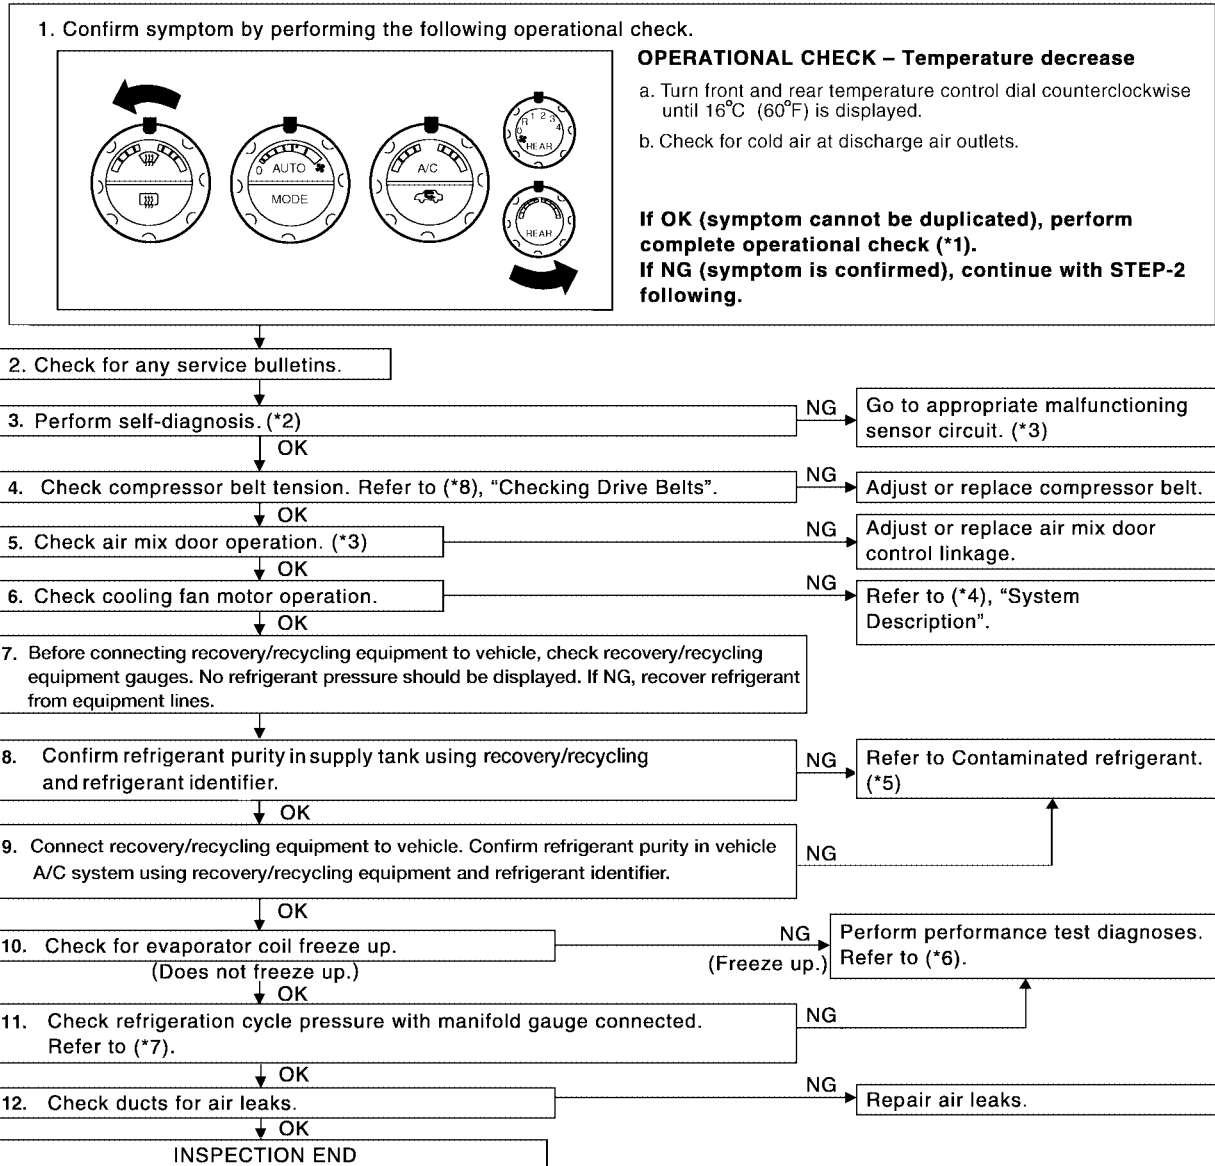 1. Confirm symptom by performing the following operational check.
OPERATIONAL CHECK – Temperature decrease
a. Turn front and rear temperature control dial counterclockwise
until 16°C (60°F) is displayed.
b. Check for cold air at discharge air outlets.
If OK (symptom cannot be duplicated), perform
complete operational check (*1).
If NG (symptom is confirmed), continue with STEP-2
following.
0 AUTO
MODE
A/C
0 R 1 2 3 4
REAR
REAR
2. Check for any service bulletins.
3. Perform self-diagnosis. (*2)
NG
Go to appropriate malfunctioning
sensor circuit. (*3)
OK
4. Check compressor belt tension. Refer to (*8), “Checking Drive Belts”.
NG
Adjust or replace compressor belt.
OK
5. Check air mix door operation. (*3)
NG
Adjust or replace air mix door
control linkage.
OK
6. Check cooling fan motor operation.
NG
Refer to (*4), “System
Description”.
OK
7. Before connecting recovery/recycling equipment to vehicle, check recovery/recycling
equipment gauges. No refrigerant pressure should be displayed. If NG, recover refrigerant
from equipment lines.
8. Confirm refrigerant purity in supply tank using recovery/recycling
and refrigerant identifier.
NG
Refer to Contaminated refrigerant.
(*5)
OK
9. Connect recovery/recycling equipment to vehicle. Confirm refrigerant purity in vehicle
A/C system using recovery/recycling equipment and refrigerant identifier.
NG
OK
10. Check for evaporator coil freeze up.
(Does not freeze up.)
NG
(Freeze up.)
Perform performance test diagnoses.
Refer to (*6).
OK
11. Check refrigeration cycle pressure with manifold gauge connected.
Refer to (*7).
NG
OK
12. Check ducts for air leaks.
NG
Repair air leaks.
OK
INSPECTION END